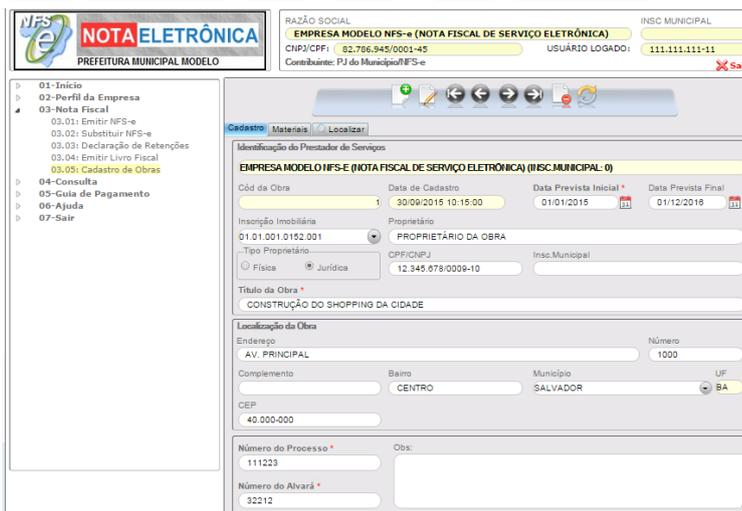 NFS
e
NOTA ELETRÔNICA
PREFEITURA MUNICIPAL MODELO
RAZÃO SOCIAL
INSC MUNICIPAL
EMPRESA MODELO NFS-e (NOTA FISCAL DE SERVIÇO ELETRÔNICA)
CNPJ/CPF: 82.786.945/0001-45
USUÁRIO LOGADO: 111.111.111-11
Contribuinte: PJ do Município/NFS-e
Sa
01-Início
02-Perfil da Empresa
03-Nota Fiscal
03.01: Emitir NFS-e
03.02: Substituir NFS-e
03.03: Declaração de Retenções
03.04: Emitir Livro Fiscal
03.05: Cadastro de Obras
04-Consulta
05-Guia de Pagamento
06-Ajuda
07-Sair
Cadastro Materiais Localizar
Identificação do Prestador de Serviços
EMPRESA MODELO NFS-E (NOTA FISCAL DE SERVIÇO ELETRÔNICA) (INSC.MUNICIPAL: 0)
Cód da Obra Data de Cadastro Data Prevista Inicial * Data Prevista Final
1 30/09/2015 10:15:00 01/01/2015 01/12/2016
Inscrição Imobiliária Proprietário
01.01.001.0152.001 PROPRIETÁRIO DA OBRA
Tipo Proprietário CPF/CNPJ Insc.Municipal
Física Jurídica 12.345.678/0009-10
Título da Obra *
CONSTRUÇÃO DO SHOPPING DA CIDADE
Localização da Obra
Endereço Número
AV. PRINCIPAL 1000
Complemento Bairro Município UF
CENTRO SALVADOR BA
CEP
40.000-000
Número do Processo * Obs:
111223
Número do Alvará *
32212